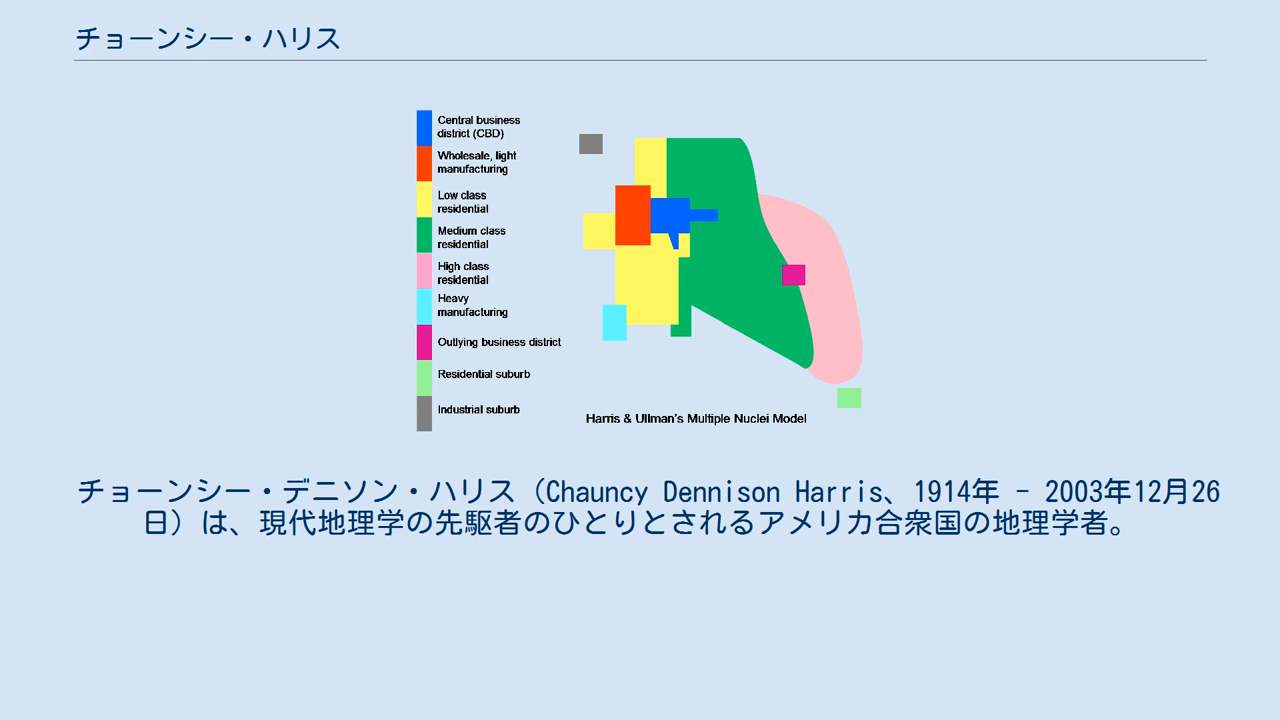 チョーンシー・ハリス
Central business
district (CBD)
Wholesale, light
manufacturing
Low class
residential
Medium class
residential
High class
residential
Heavy
manufacturing
Outlying business district
Residential suburb
Industrial suburb
Harris & Ullman's Multiple Nuclei Model
チョーンシー・デニソン・ハリス（Chauncy Dennison Harris、1914年 - 2003年12月26
日）は、現代地理学の先駆者のひとりとされるアメリカ合衆国の地理学者。